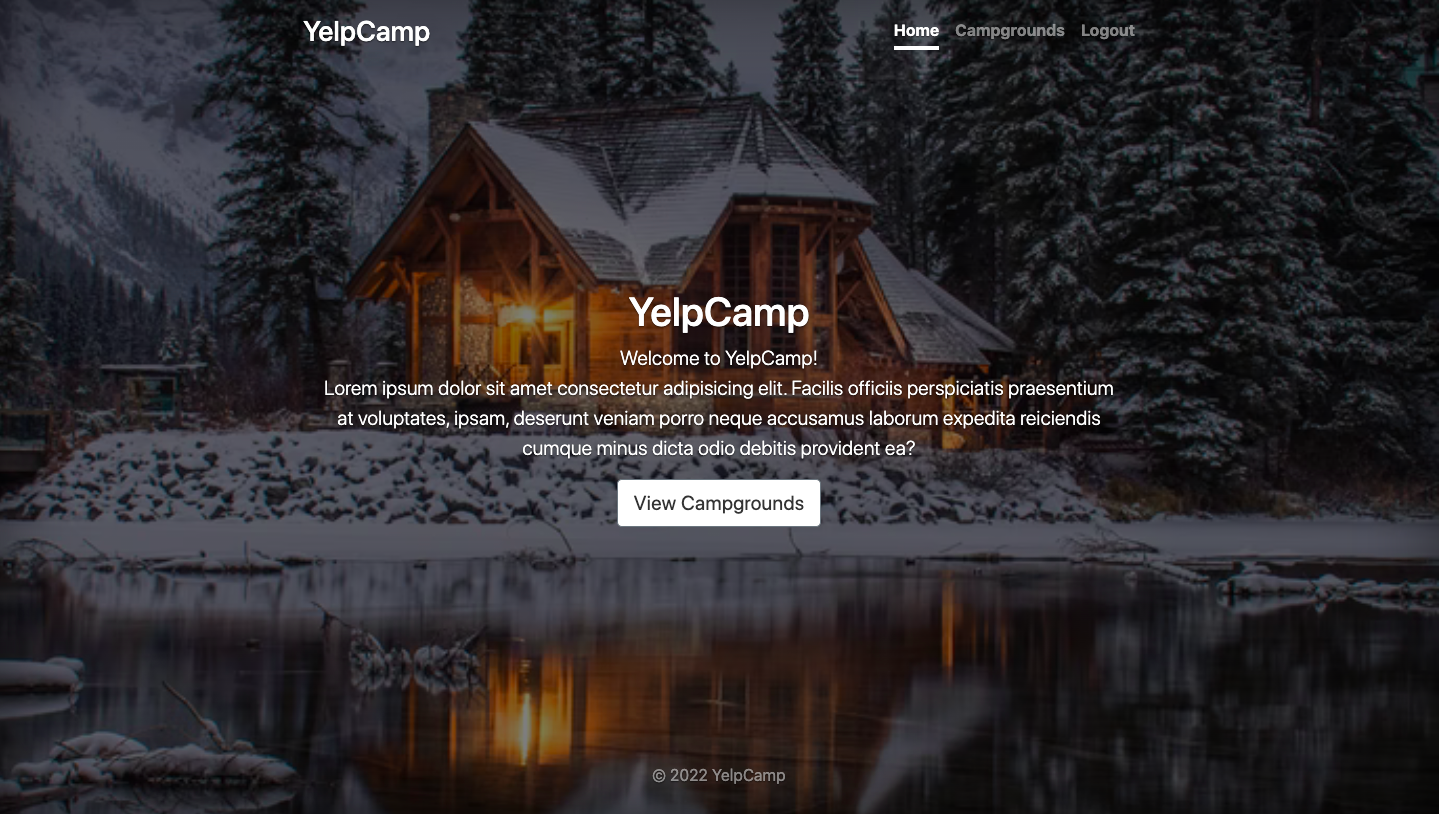 YelpCamp
Home Campgrounds Logout
YelpCamp
Welcome to YelpCamp!
Lorem ipsum dolor sit amet consectetur adipisicing elit. Facilis officiis perspiciatis praesentium
at voluptates, ipsam, deserunt veniam porro neque accusamus laborum expedita reiciendis
cumque minus dicta odio debitis provident ea?
View Campgrounds
© 2022 YelpCamp